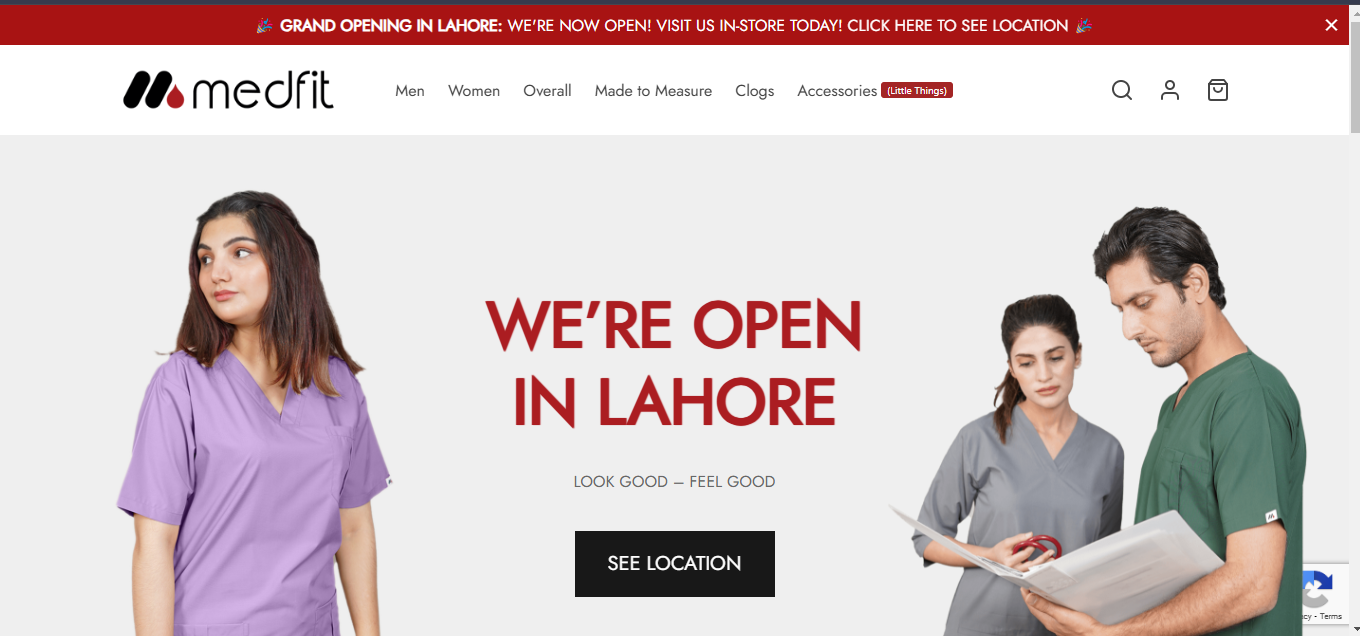 🎉 GRAND OPENING IN LAHORE: WE'RE NOW OPEN! VISIT US IN-STORE TODAY! CLICK HERE TO SEE LOCATION 🎉
medfit
Men Women Overall Made to Measure Clogs Accessories (Little Things)
WE'RE OPEN
IN LAHORE
LOOK GOOD – FEEL GOOD
SEE LOCATION
Terms